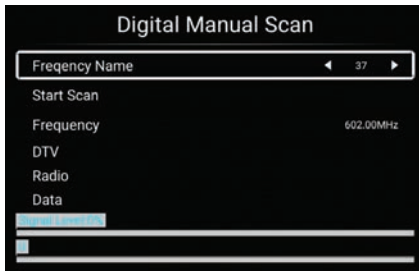 Digital Manual Scan
Freqency Name 37
Start Scan
Frequency 602.00MHz
DTV
Radio
Data
Signal Level:0%